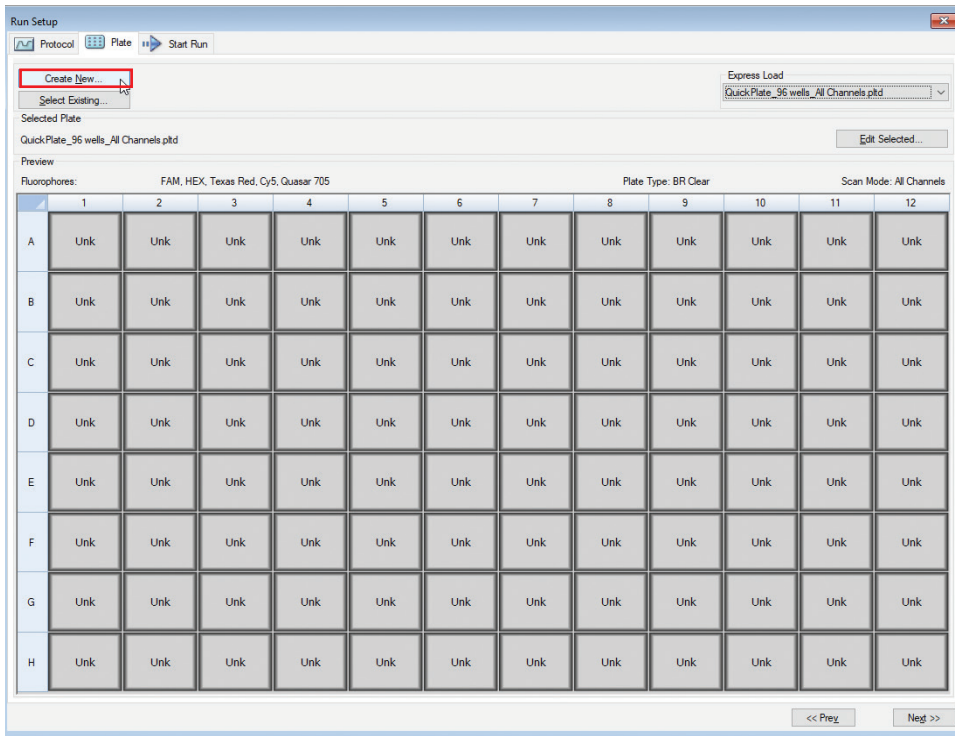 Run Setup
Protocol Plate Start Run
Create New...
Express Load
QuickPlate_96 wells_All Channels.pltd
Select Existing...
Selected Plate
QuickPlate_96 wells_All Channels.pltd Edit Selected...
Preview
Fluorophores: FAM, HEX, Texas Red, Cy5, Quasar 705 Plate Type: BR Clear Scan Mode: All Channels
1 2 3 4 5 6 7 8 9 10 11 12
A Unk Unk Unk Unk Unk Unk Unk Unk Unk Unk Unk Unk
B Unk Unk Unk Unk Unk Unk Unk Unk Unk Unk Unk Unk
C Unk Unk Unk Unk Unk Unk Unk Unk Unk Unk Unk Unk
D Unk Unk Unk Unk Unk Unk Unk Unk Unk Unk Unk Unk
E Unk Unk Unk Unk Unk Unk Unk Unk Unk Unk Unk Unk
F Unk Unk Unk Unk Unk Unk Unk Unk Unk Unk Unk Unk
G Unk Unk Unk Unk Unk Unk Unk Unk Unk Unk Unk Unk
H Unk Unk Unk Unk Unk Unk Unk Unk Unk Unk Unk Unk
<< Prev Next >>